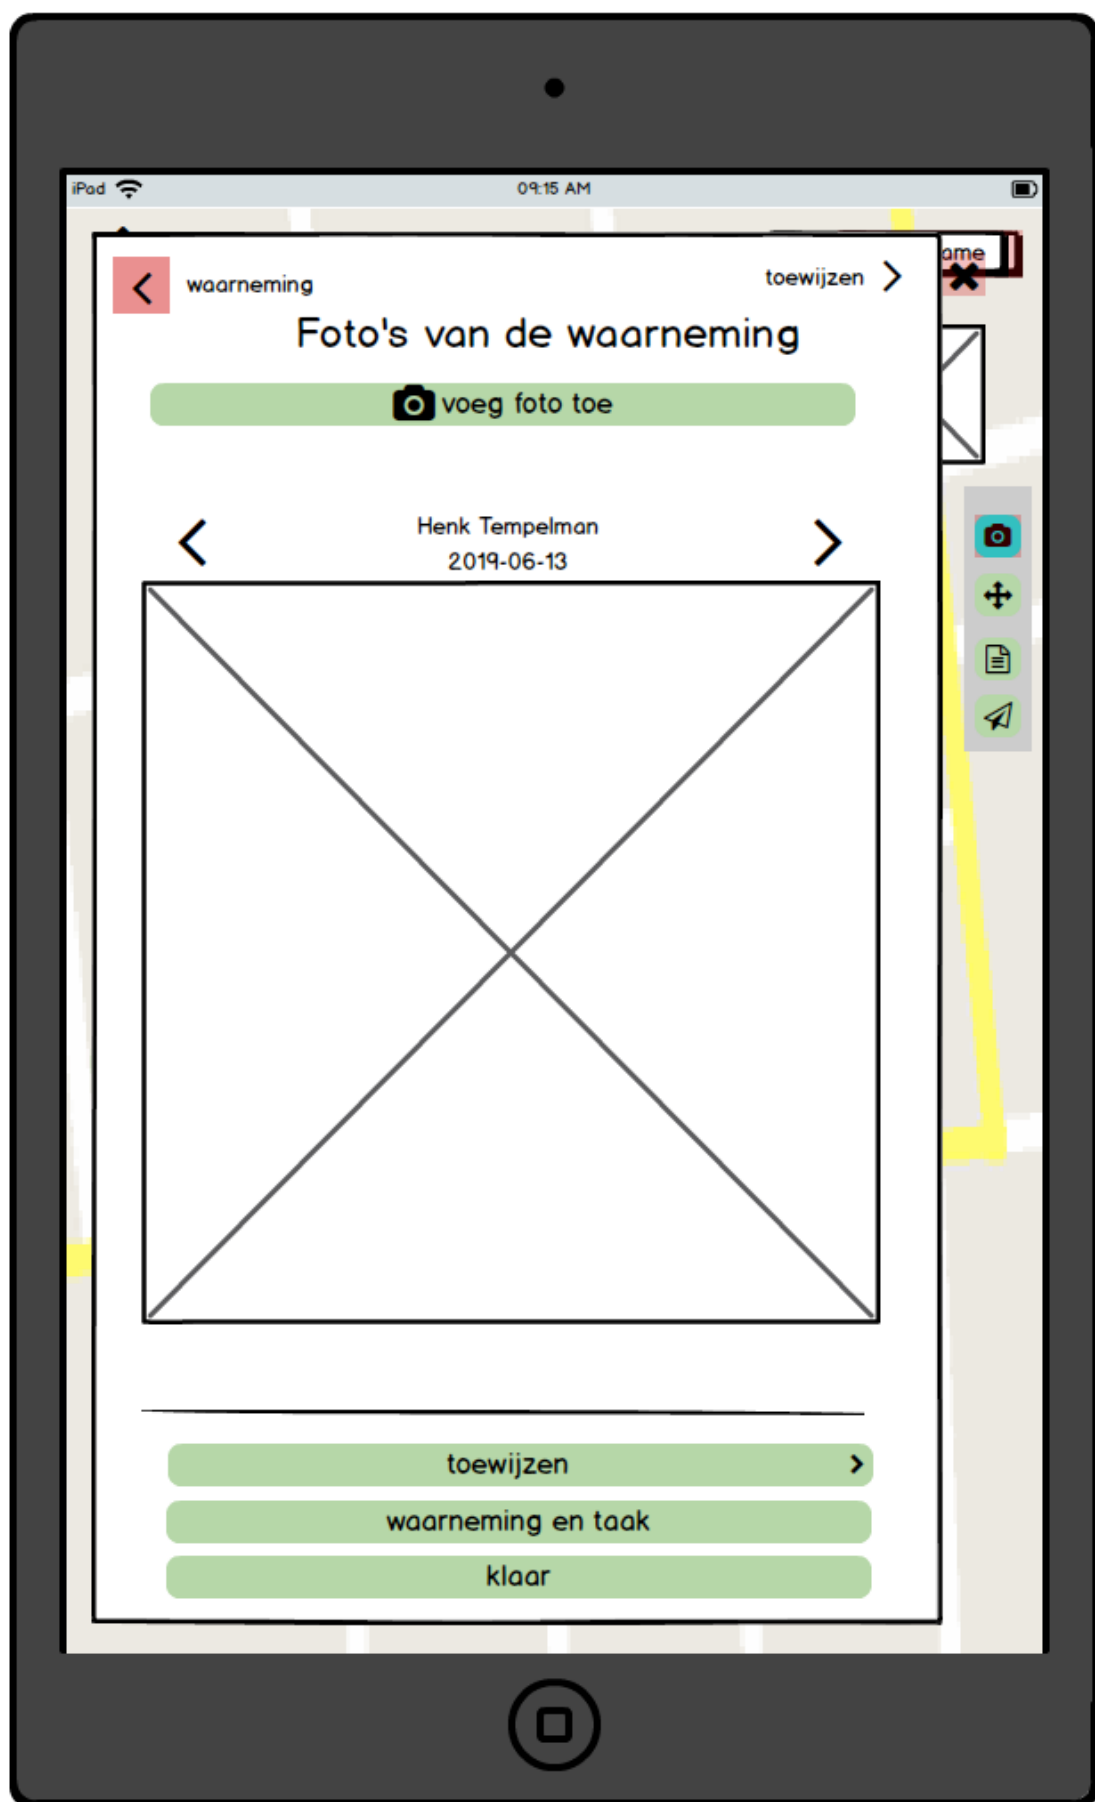 iPad
09:15 AM
ame
waarneming
toewijzen
Foto's van de waarneming
voeg foto toe
Henk Tempelman
2019-06-13
toewijzen
waarneming en taak
klaar